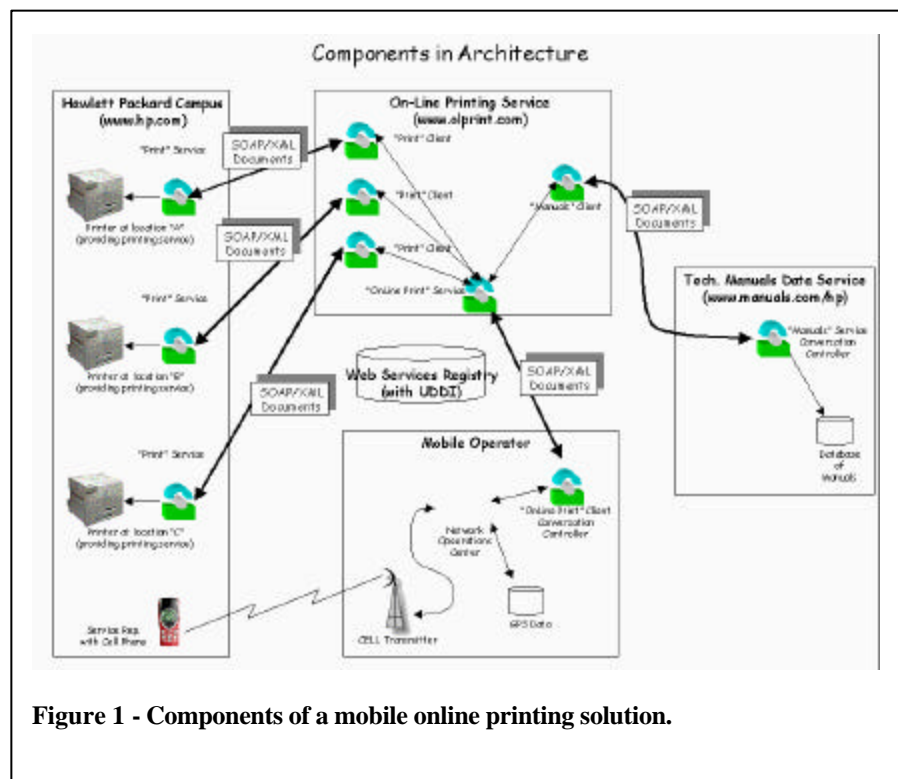 Components in Architecture
Hewlett Packard Campus
(www.hp.com)
"Print" Service
Printer at location "A"
(providing printing service)
"Print" Service
Printer at location "B"
(providing printing service)
"Print" Service
Printer at location "C"
(providing printing service)
Service Rep.
with Cell Phone
SOAP/XML
Documents
SOAP/XML
Documents
SOAP/XML
Documents
On-Line Printing Service
(www.olprint.com)
"Print" Client
"Print" Client
"Print" Client
"Manuals" Client
"Online Print" Service
SOAP/XML
Documents
Tech. Manuals Data Service
(www.manuals.com/hp)
"Manuals" Service
Conversation
Controller
Database
of
Manuals
Web Services Registry
(with UDDI)
SOAP/XML
Documents
Mobile Operator
"Online Print" Client
Conversation
Controller
Network
Operations
Center
GPS Data
CELL Transmitter
Figure 1 - Components of a mobile online printing solution.